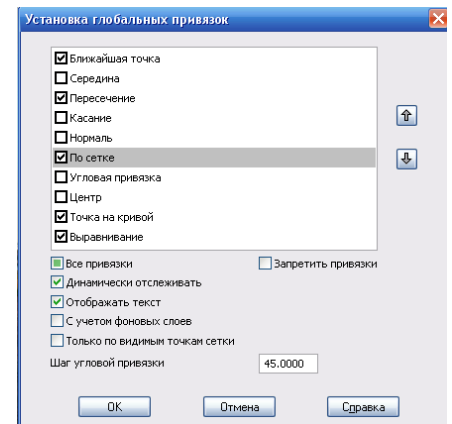 Установка глобальных привязок
Ближайшая точка
Середина
Пересечение
Касание
Нормаль
По сетке
Угловая привязка
Центр
Точка на кривой
Выравнивание
Все привязки Запретить привязки
Динамически отслеживать
Отображать текст
С учетом фоновых слоев
Только по видимым точкам сетки
Шаг угловой привязки 45.0000
OK Отмена Справка